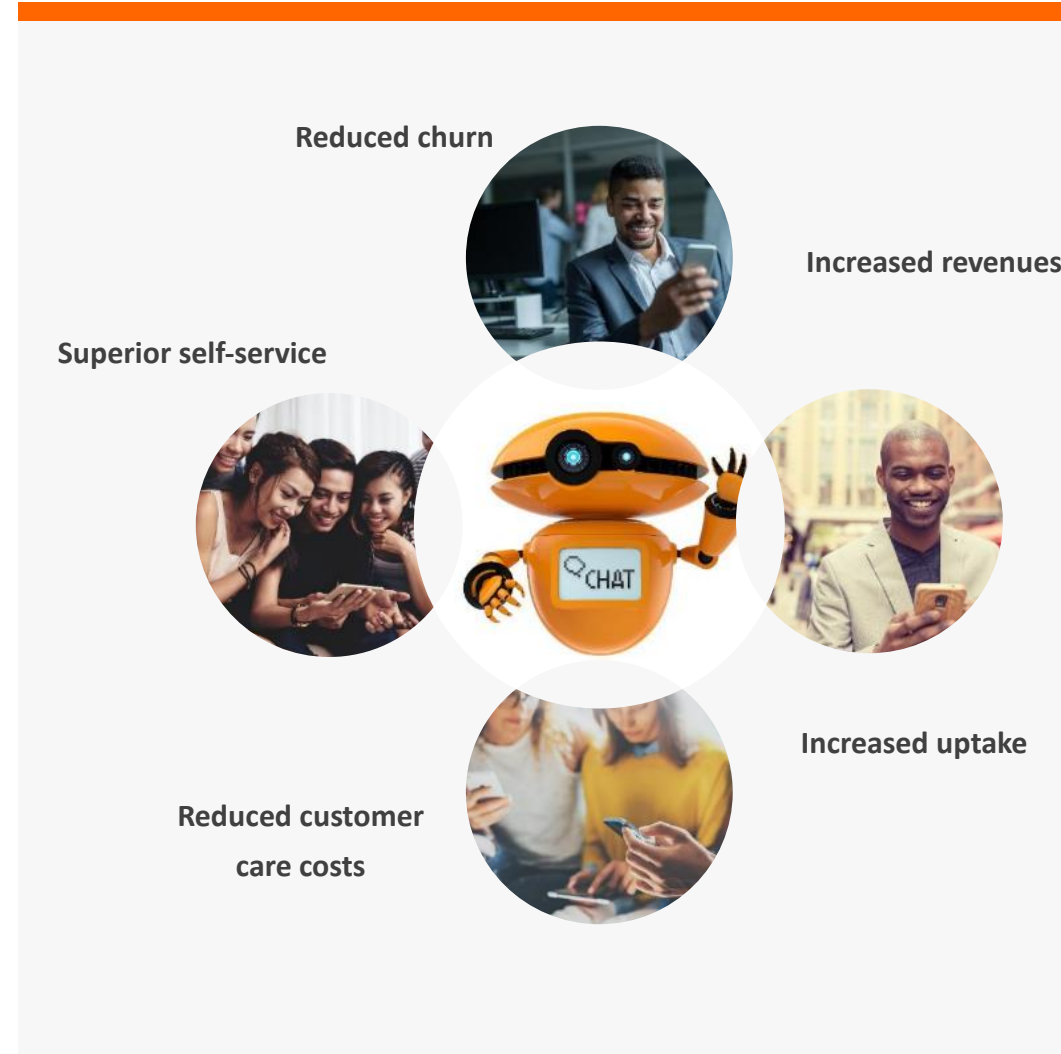 Reduced churn
Increased revenues
Superior self-service
CHAT
Increased uptake
Reduced customer
care costs